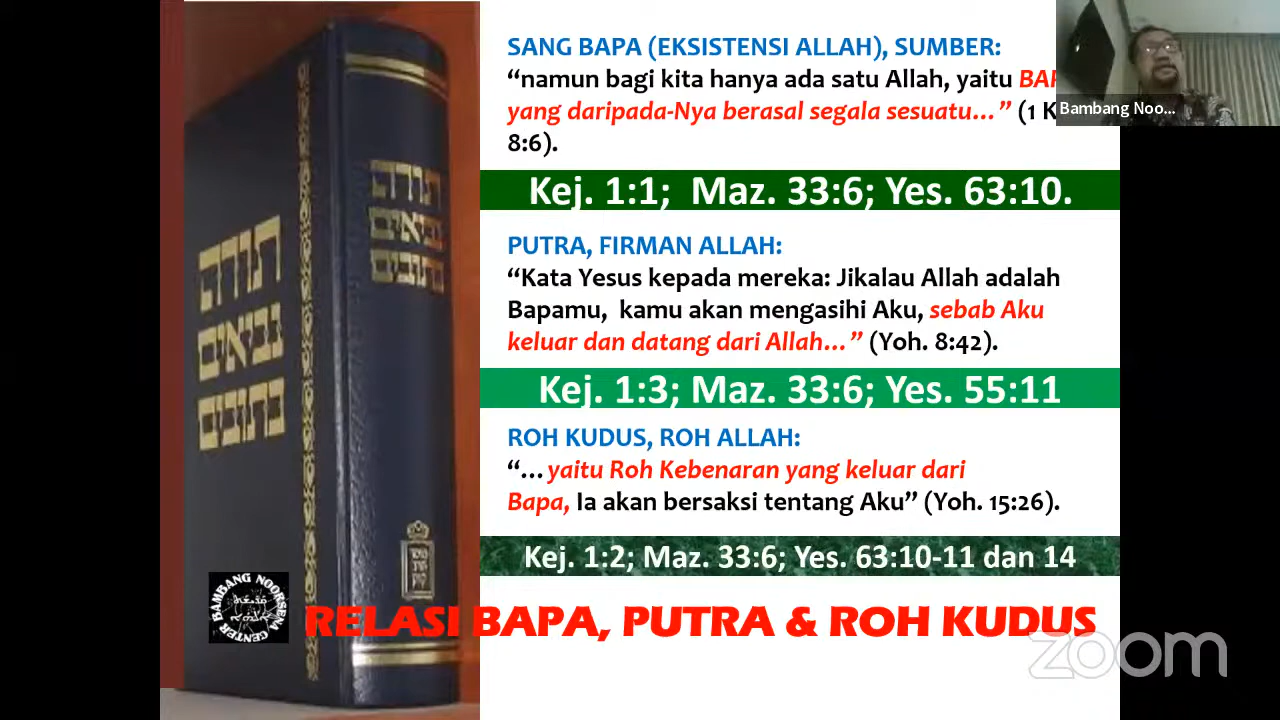 SANG BAPA (EKSISTENSI ALLAH), SUMBER:
“namun bagi kita hanya ada satu Allah, yaitu
yang daripada-Nya berasal segala sesuatu…” (1
8:6).
Bambang Noo...
Kej. 1:1; Maz. 33:6; Yes. 63:10.
PUTRA, FIRMAN ALLAH:
“Kata Yesus kepada mereka: Jikalau Allah adalah
Bapamu, kamu akan mengasihi Aku, sebab Aku
keluar dan datang dari Allah…” (Yoh. 8:42).
Kej. 1:3; Maz. 33:6; Yes. 55:11
ROH KUDUS, ROH ALLAH:
“…yaitu Roh Kebenaran yang keluar dari
Bapa, Ia akan bersaksi tentang Aku” (Yoh. 15:26).
Kej. 1:2; Maz. 33:6; Yes. 63:10-11 dan 14
RELASI BAPA, PUTRA & ROH KUDUS
תורה
נבאים
כתובים
תורה
נבאים
כתובים
BAMBANG NOORSENA CENTER
zoom